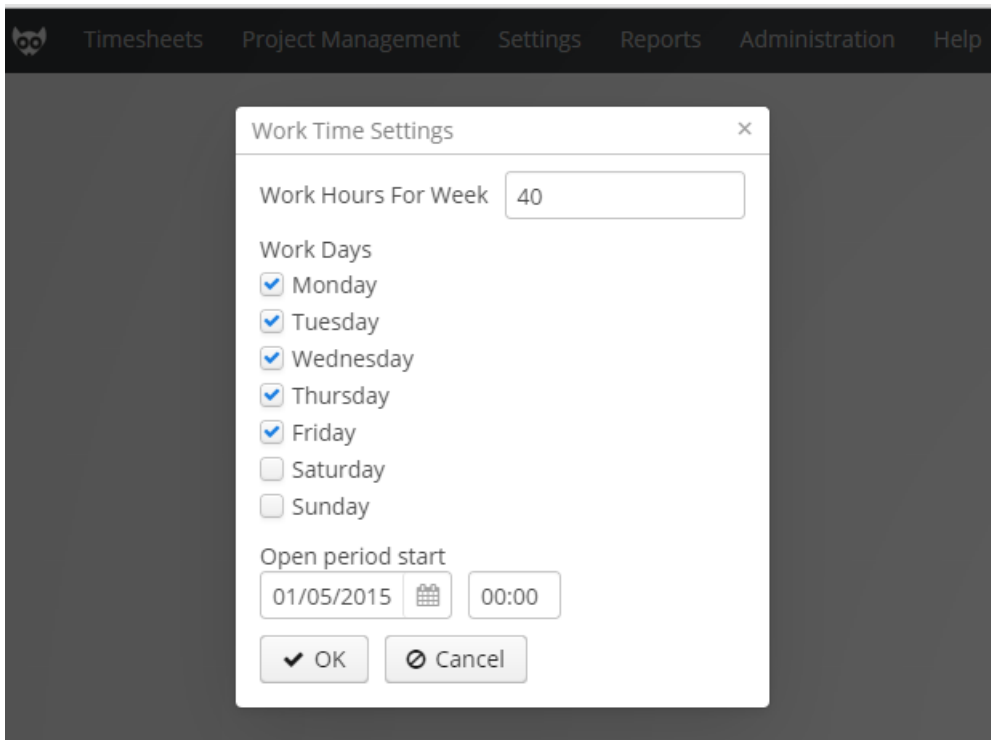 Timesheets Project Management Settings Reports Administration Help
Work Time Settings
Work Hours For Week 40
Work Days
Monday
Tuesday
Wednesday
Thursday
Friday
Saturday
Sunday
Open period start
01/05/2015 00:00
OK Cancel